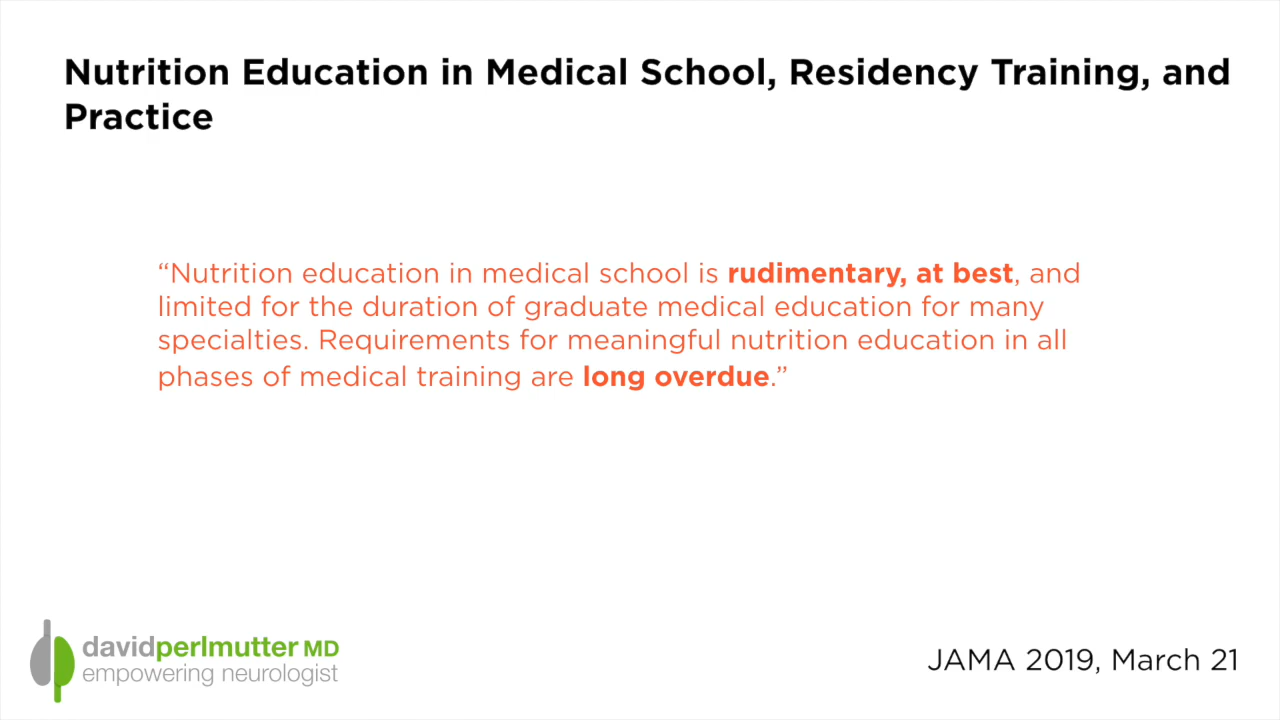 Nutrition Education in Medical School, Residency Training, and
Practice
“Nutrition education in medical school is rudimentary, at best, and
limited for the duration of graduate medical education for many
specialties. Requirements for meaningful nutrition education in all
phases of medical training are long overdue.”
davidperlmutter MD
empowering neurologist
JAMA 2019, March 21